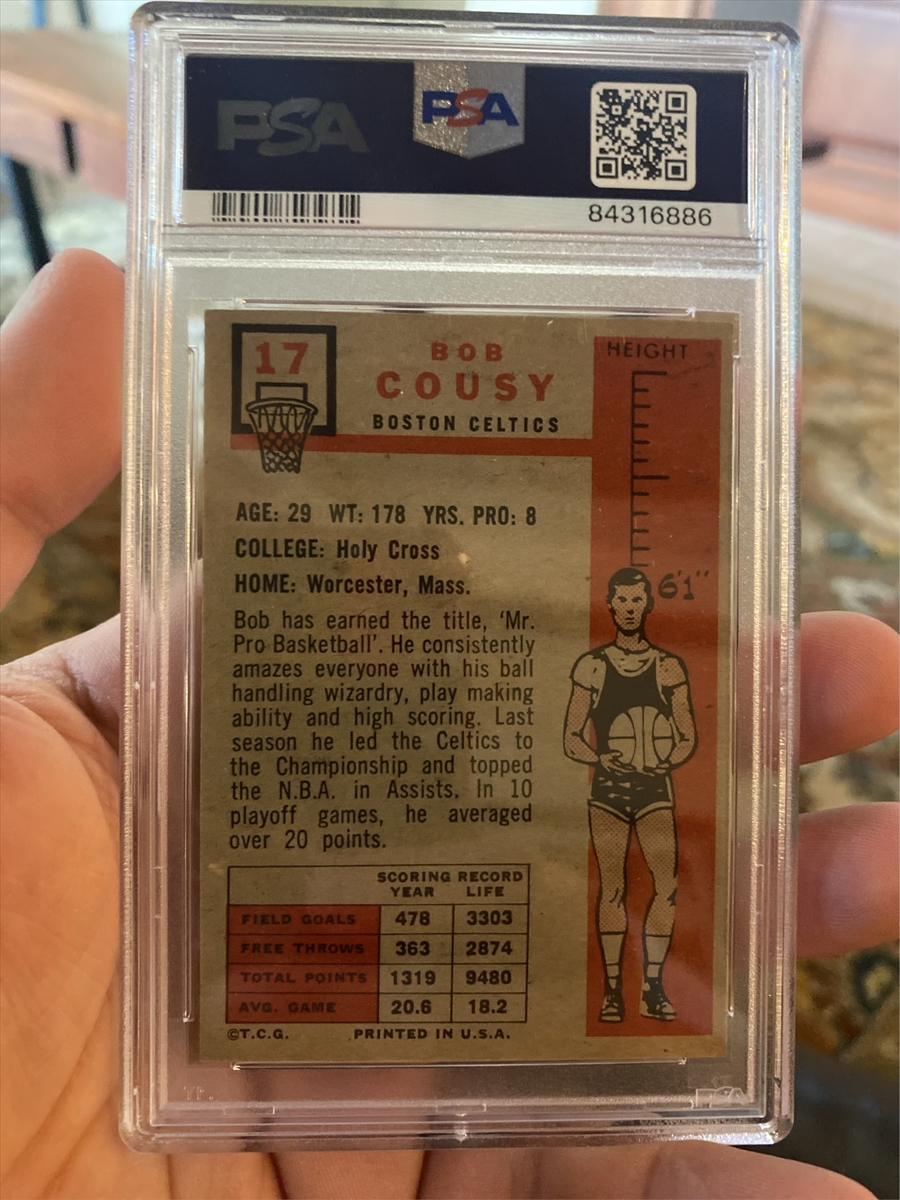 PSA
PSA
84316886
17
BOB
COUSY
BOSTON CELTICS
HEIGHT
AGE: 29 WT: 178 YRS. PRO: 8
COLLEGE: Holy Cross
HOME: Worcester, Mass.
6'1"
Bob has earned the title, 'Mr.
Pro Basketball'. He consistently
amazes everyone with his ball
handling wizardry, play making
ability and high scoring. Last
season he led the Celtics to
the Championship and topped
the N.B.A. in Assists. In 10
playoff games, he averaged
over 20 points.
SCORING RECORD
YEAR LIFE
FIELD GOALS 478 3303
FREE THROWS 363 2874
TOTAL POINTS 1319 9480
AVG. GAME 20.6 18.2
©T.C.G. PRINTED IN U.S.A.
PSA